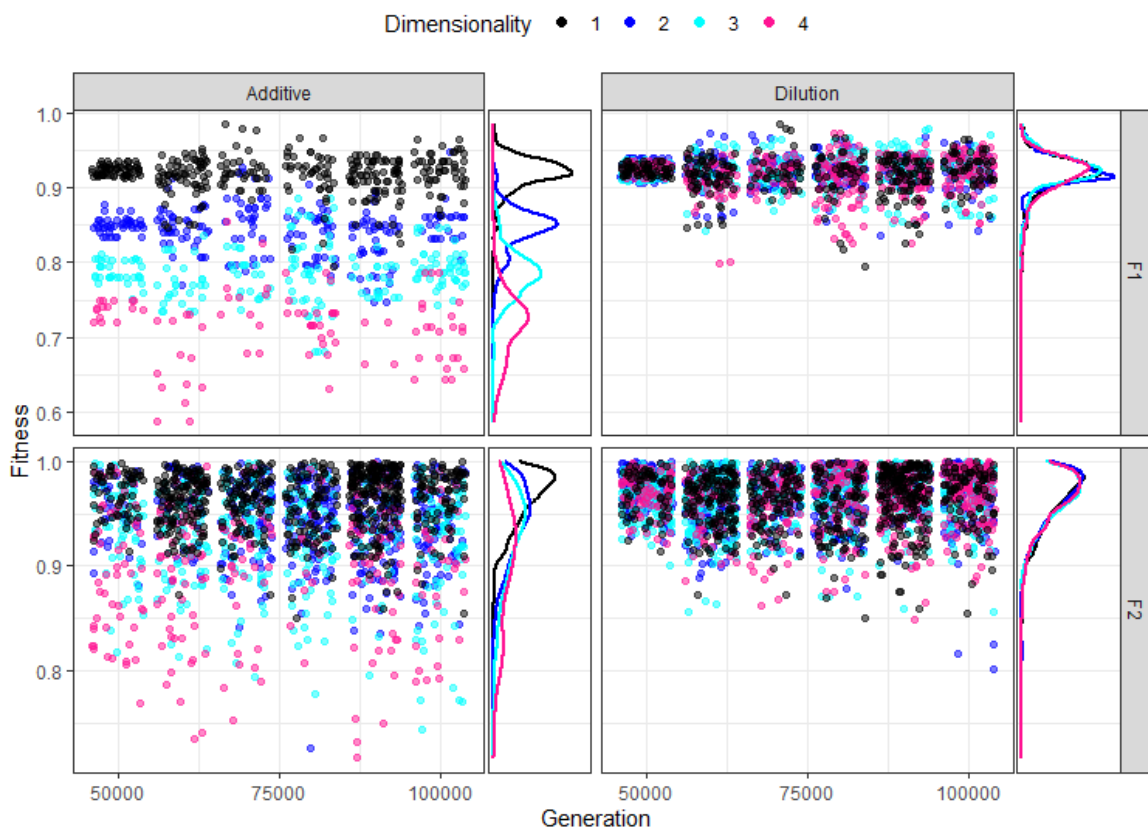 Dimensionality 1 2 3 4
Additive
Dilution
1.0
0.9
0.8
0.7
0.6
F1
Fitness
1.0
0.9
0.8
F2
50000 75000 100000
50000 75000 100000
Generation